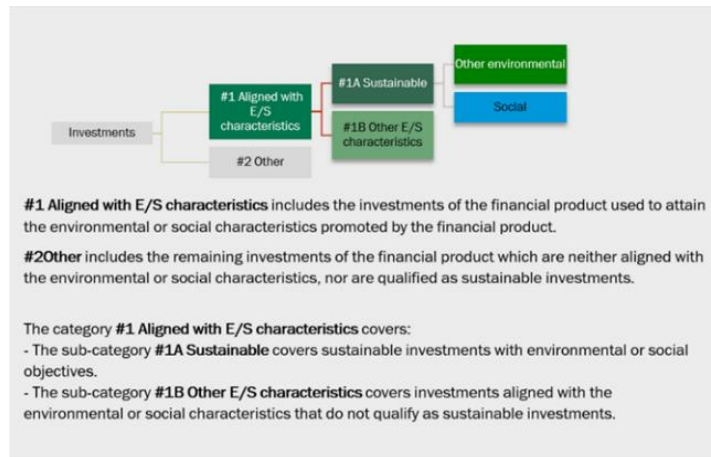 Other environmental
#1A Sustainable
#1 Aligned with
E/S
characteristics
Social
Investments
#1B Other E/S
characteristics
#2 Other
#1 Aligned with E/S characteristics includes the investments of the financial product used to attain
the environmental or social characteristics promoted by the financial product.
#2Other includes the remaining investments of the financial product which are neither aligned with
the environmental or social characteristics, nor are qualified as sustainable investments.
The category #1 Aligned with E/S characteristics covers:
- The sub-category #1A Sustainable covers sustainable investments with environmental or social
objectives.
- The sub-category #1B Other E/S characteristics covers investments aligned with the
environmental or social characteristics that do not qualify as sustainable investments.